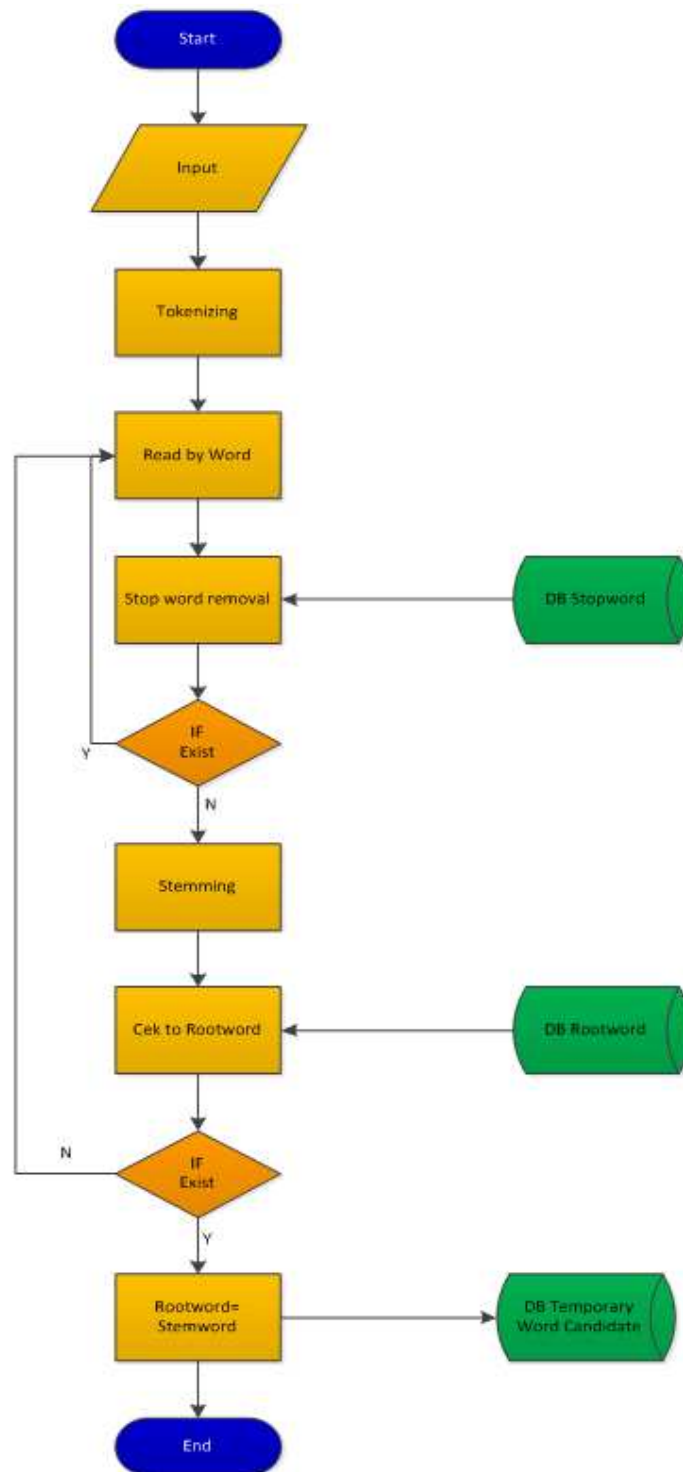 Start
Input
Tokenizing
Read by Word
Stop word removal
DB Stopword
IF
Exist
Y
N
Stemming
Cek to Rootword
DB Rootword
IF
Exist
N
Y
Rootword=
Stemword
DB Temporary
Word Candidate
End